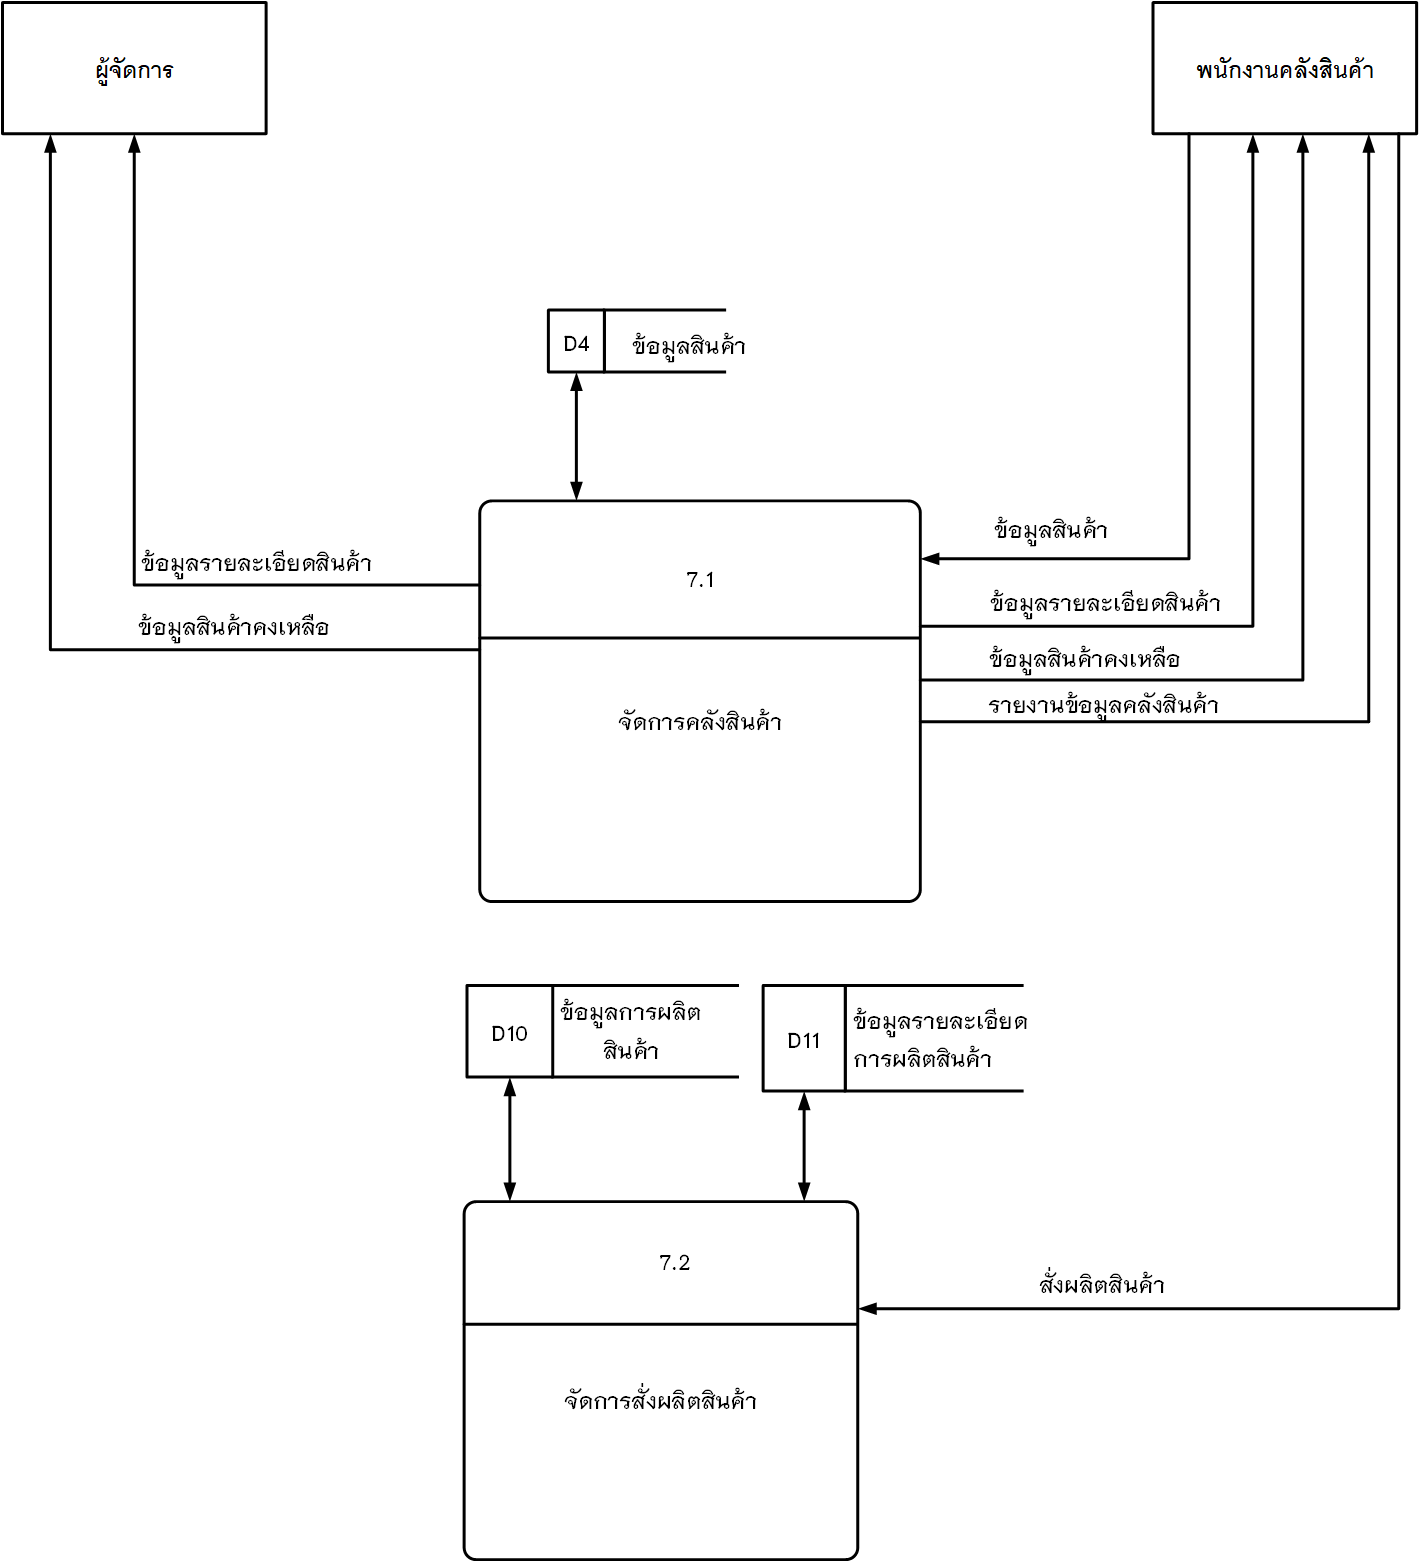 ผู้จัดการ
พนักงานคลังสินค้า
D4
ข้อมูลสินค้า
ข้อมูลสินค้า
ข้อมูลรายละเอียดสินค้า
7.1
ข้อมูลรายละเอียดสินค้า
ข้อมูลสินค้าคงเหลือ
ข้อมูลสินค้าคงเหลือ
รายงานข้อมูลคลังสินค้า
จัดการคลังสินค้า
D10
ข้อมูลการผลิต
สินค้า
D11
ข้อมูลรายละเอียด
การผลิตสินค้า
7.2
สั่งผลิตสินค้า
จัดการสั่งผลิตสินค้า